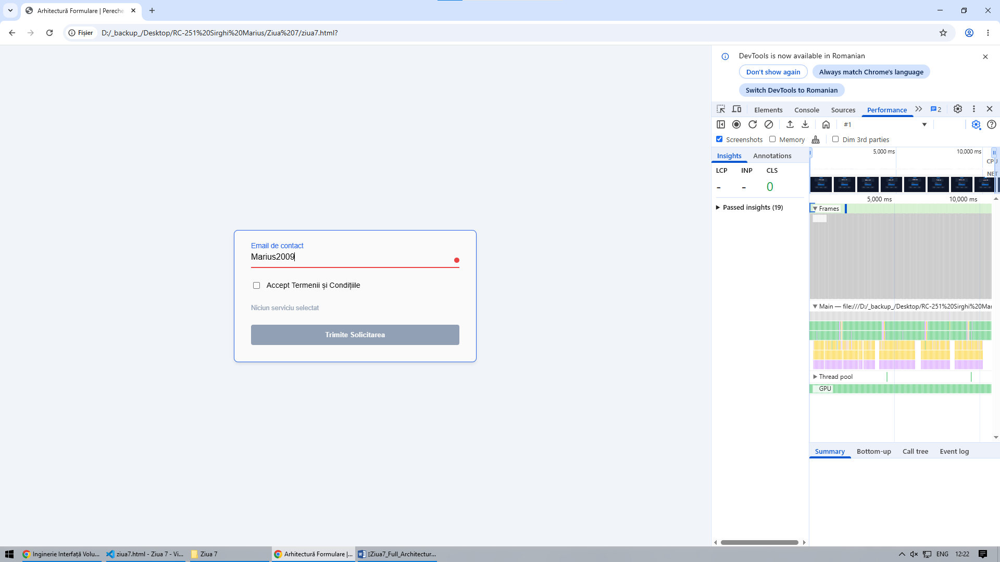 Arhitectură Formulare | Pereche
Fișier
D:/_backup_/Desktop/RC-251%20Sirghi%20Marius/Ziua%207/ziua7.html?
DevTools is now available in Romanian
Don't show again
Always match Chrome's language
Switch DevTools to Romanian
Elements
Console
Sources
Performance
2
#1
Screenshots
Memory
Dim 3rd parties
Insights
Annotations
LCP
INP
CLS
-
-
0
Passed insights (19)
5,000 ms
10,000 ms
CPU
NET
5,000 ms
10,000 ms
Frames
Main — file:///D:/_backup_/Desktop/RC-251%20Sirghi%20Mar
Thread pool
GPU
Summary
Bottom-up
Call tree
Event log
Email de contact
Marius2009
Accept Termenii și Condițiile
Niciun serviciu selectat
Trimite Solicitarea
Inginerie Interfață Volu...
ziua7.html - Ziua 7 - Vi...
Ziua 7
Arhitectură Formulare |...
Ziua7_Full_Architectur...
ENG
12:22